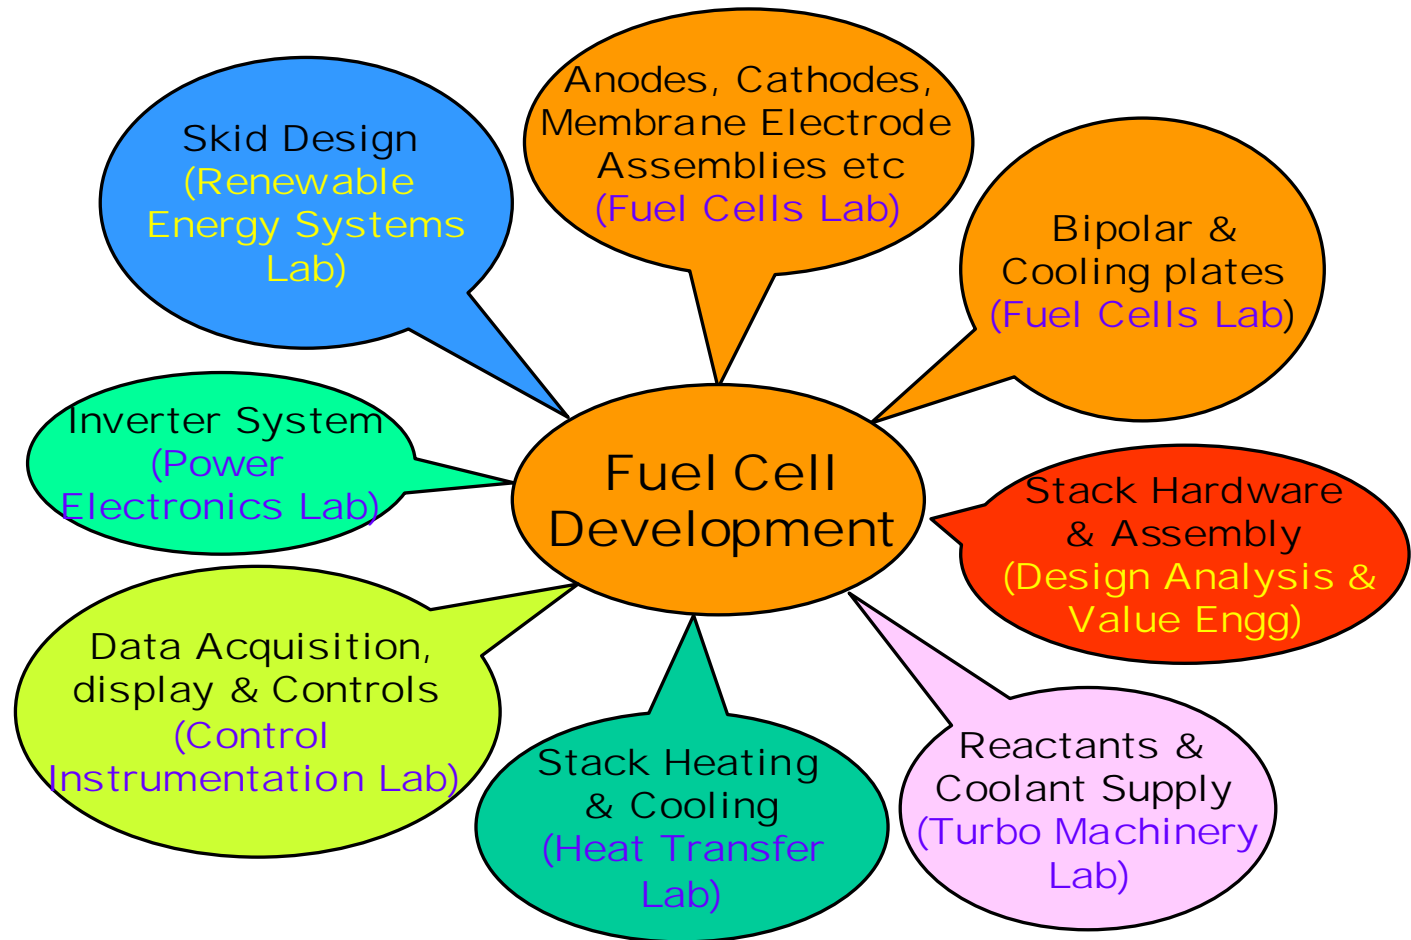 Anodes, Cathodes,
Membrane Electrode
Assemblies etc
(Fuel Cells Lab)
Skid Design
(Renewable
Energy Systems
Lab)
Bipolar &
Cooling plates
(Fuel Cells Lab)
Inverter System
(Power
Electronics Lab)
Fuel Cell
Development
Stack Hardware
& Assembly
(Design Analysis &
Value Engg)
Data Acquisition,
display & Controls
(Control
Instrumentation Lab)
Stack Heating
& Cooling
(Heat Transfer
Lab)
Reactants &
Coolant Supply
(Turbo Machinery
Lab)